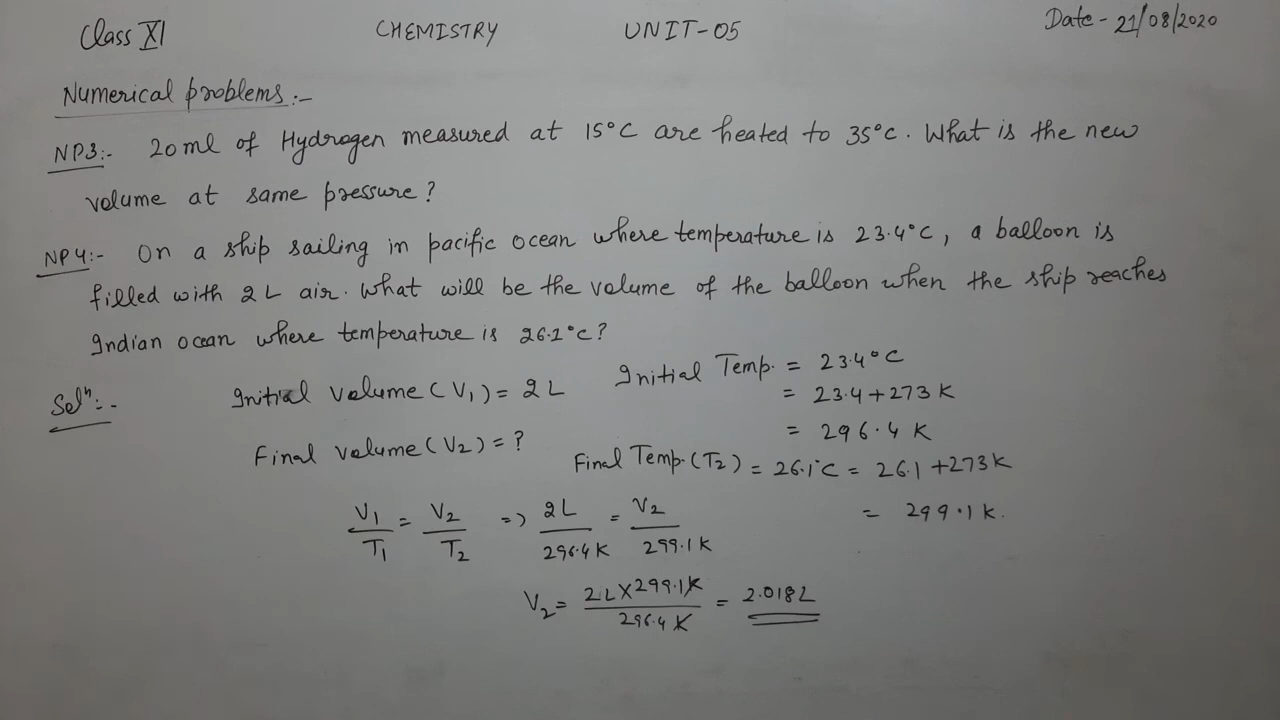 Class XI CHEMISTRY UNIT-05 Date - 21/08/2020
Numerical problems:-
NP3:- 20ml of Hydrogen measured at 15°C are heated to 35°C. What is the new
volume at same pressure?
NP4:- On a ship sailing in pacific ocean where temperature is 23.4°C, a balloon is
filled with 2L air. What will be the volume of the balloon when the ship reaches
Indian ocean where temperature is 26.1°C?
Solⁿ:- Initial Volume (V₁) = 2L Initial Temp. = 23.4°C
= 23.4+273 K
= 296.4 K
Final volume (V₂) = ? Final Temp. (T₂) = 26.1°C = 26.1+273K
= 299.1 K.
V₁/T₁ = V₂/T₂ => 2L/296.4K = V₂/299.1K
V₂ = 2L X 299.1K/296.4K = 2.018L